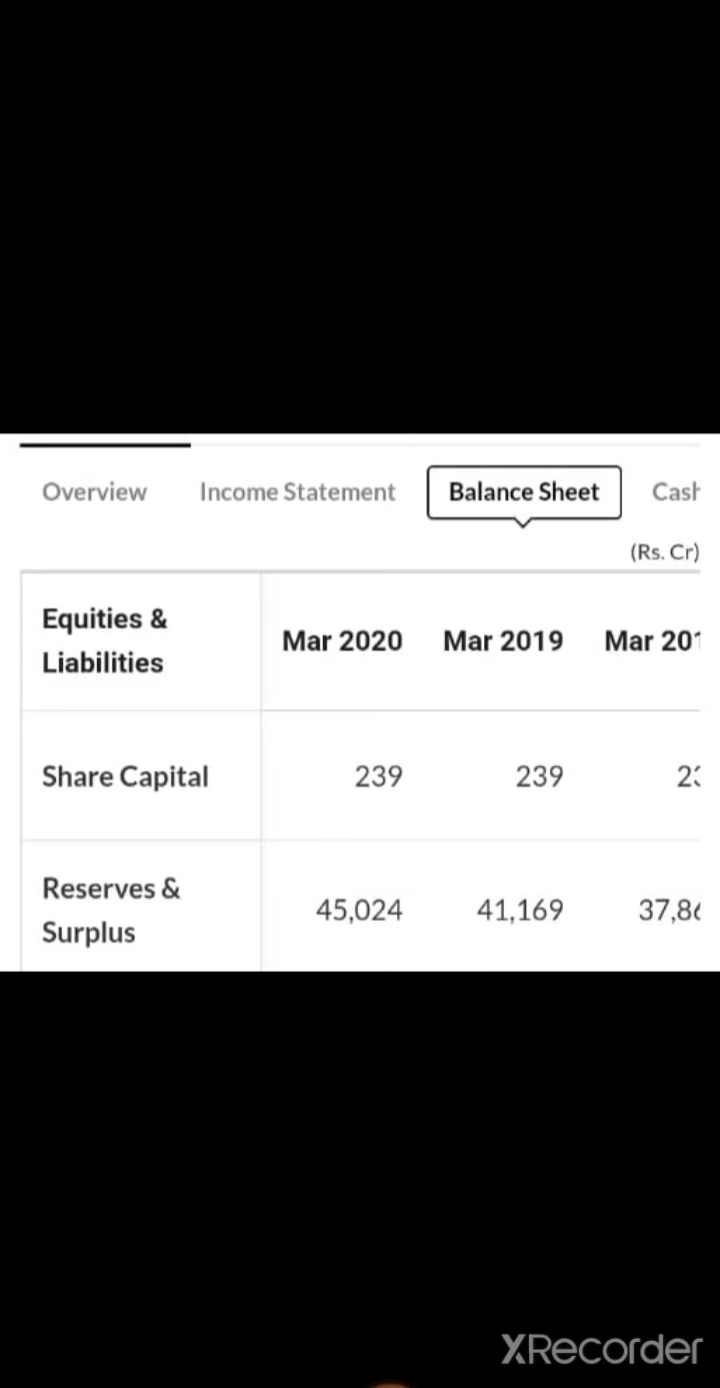 Overview Income Statement Balance Sheet
(Rs. Cr)
Equities &
Liabilities
Mar 2020 Mar 2019 Mar
Share Capital 239 239
Reserves &
Surplus
45,024 41,169
XRecorder